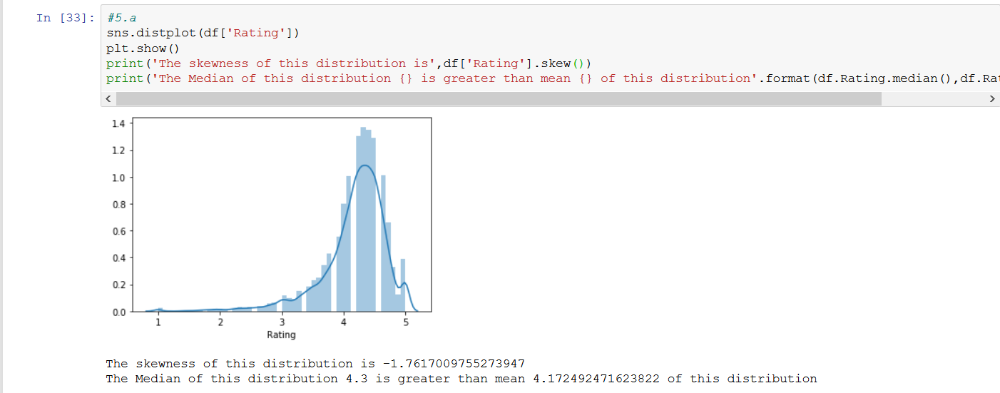 In [33]: #5.a
sns.distplot(df['Rating'])
plt.show()
print('The skewness of this distribution is',df['Rating'].skew())
print('The Median of this distribution {} is greater than mean {} of this distribution'.format(df.Rating.median(),df.Rat
1.4
1.2
1.0
0.8
0.6
0.4
0.2
0.0
1 2 3 4 5
Rating
The skewness of this distribution is -1.7617009755273947
The Median of this distribution 4.3 is greater than mean 4.172492471623822 of this distribution